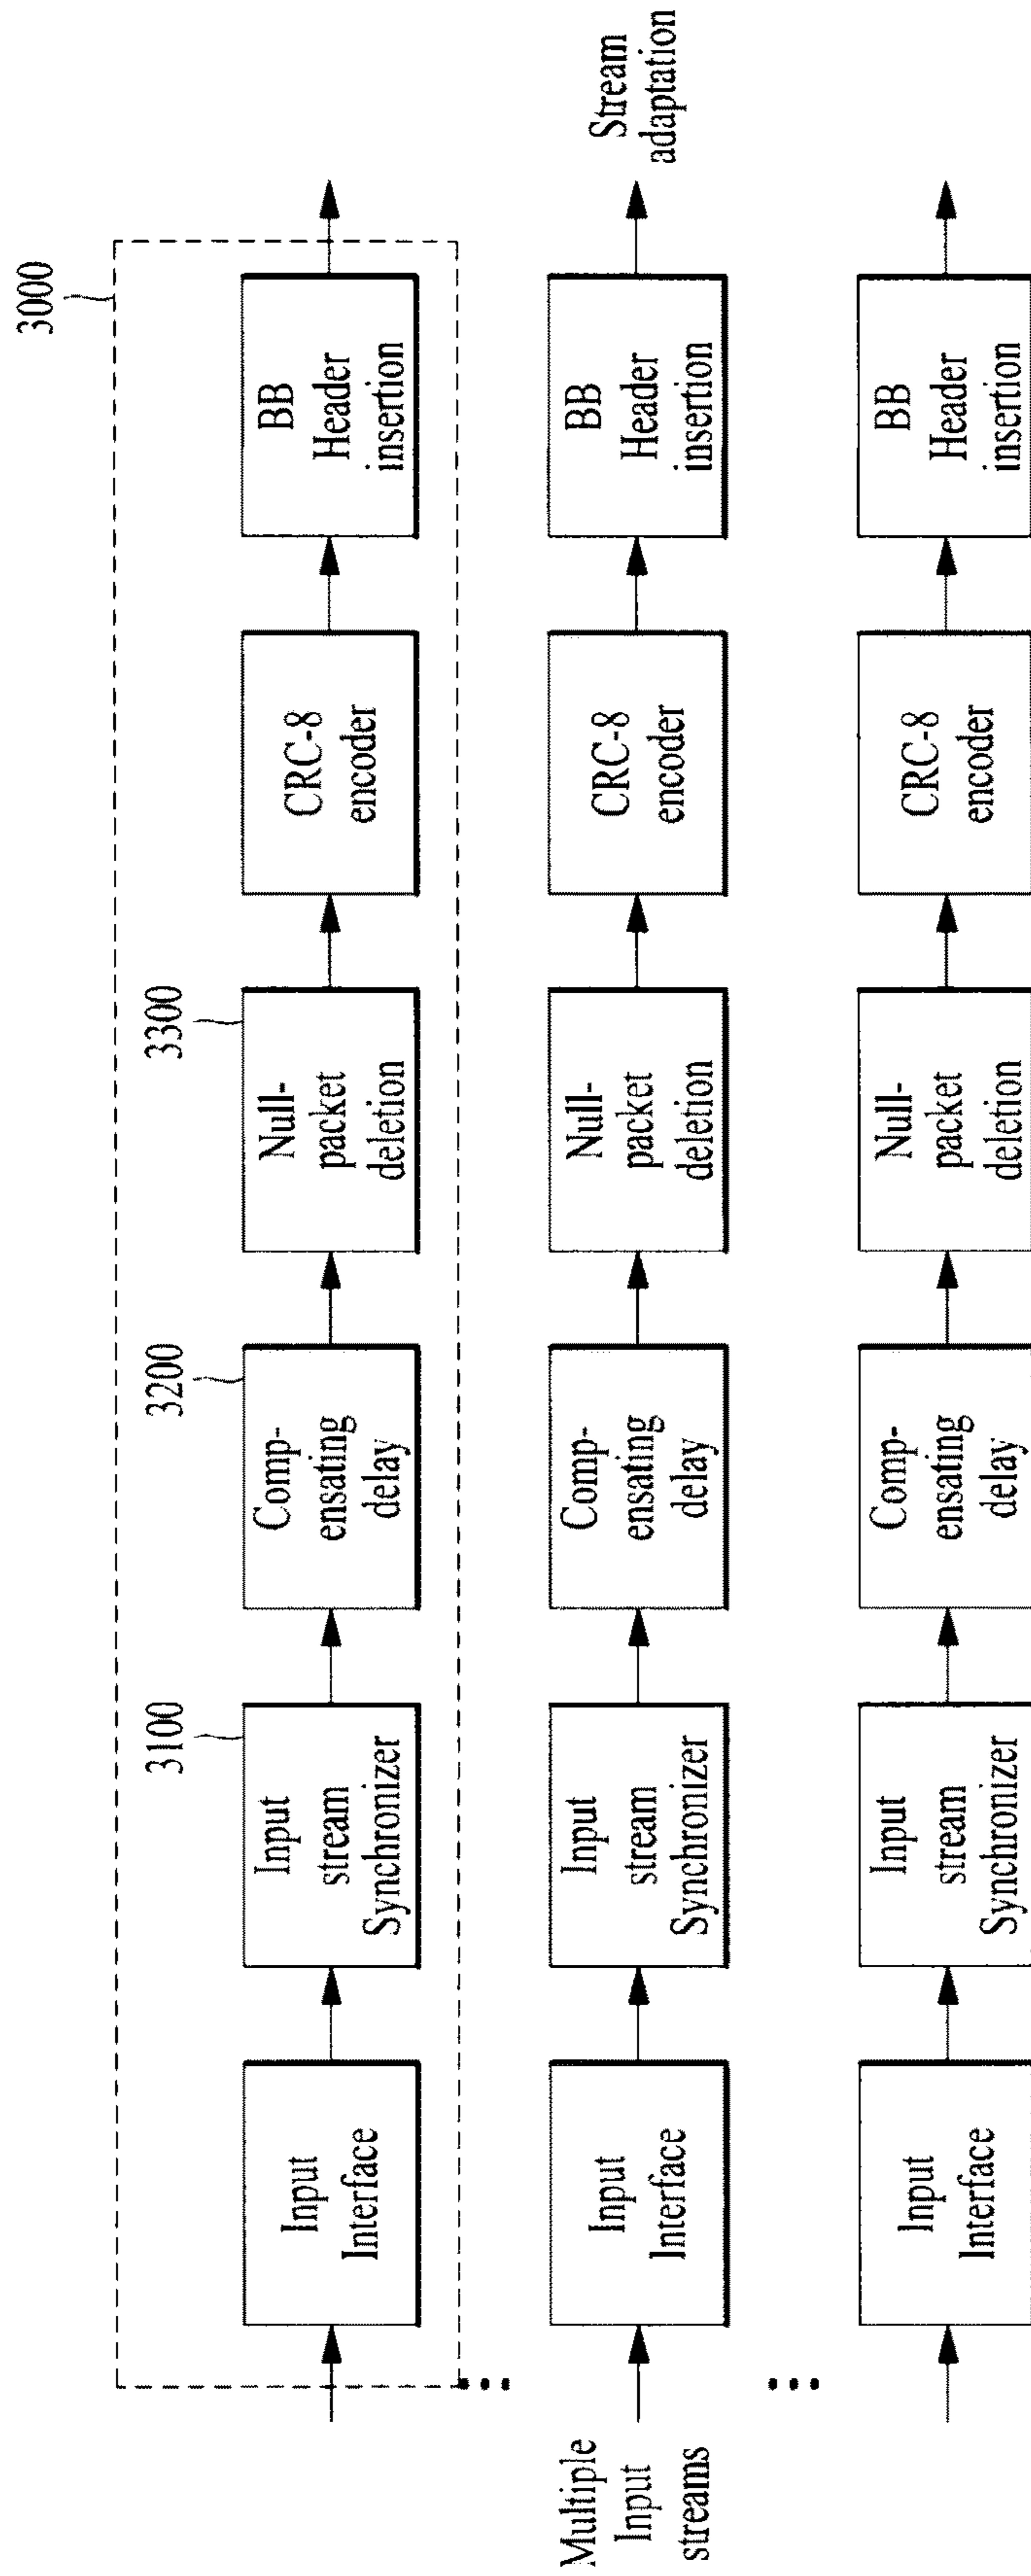 3000
3100
3200
3300
Input
Interface
Input
stream
Synchronizer
Comp-
ensating
delay
Null-
packet
deletion
CRC-8
encoder
BB
Header
insertion
Multiple
Input
streams
Input
Interface
Input
stream
Synchronizer
Comp-
ensating
delay
Null-
packet
deletion
CRC-8
encoder
BB
Header
insertion
Stream
adaptation
Input
Interface
Input
stream
Synchronizer
Comp-
ensating
delay
Null-
packet
deletion
CRC-8
encoder
BB
Header
insertion